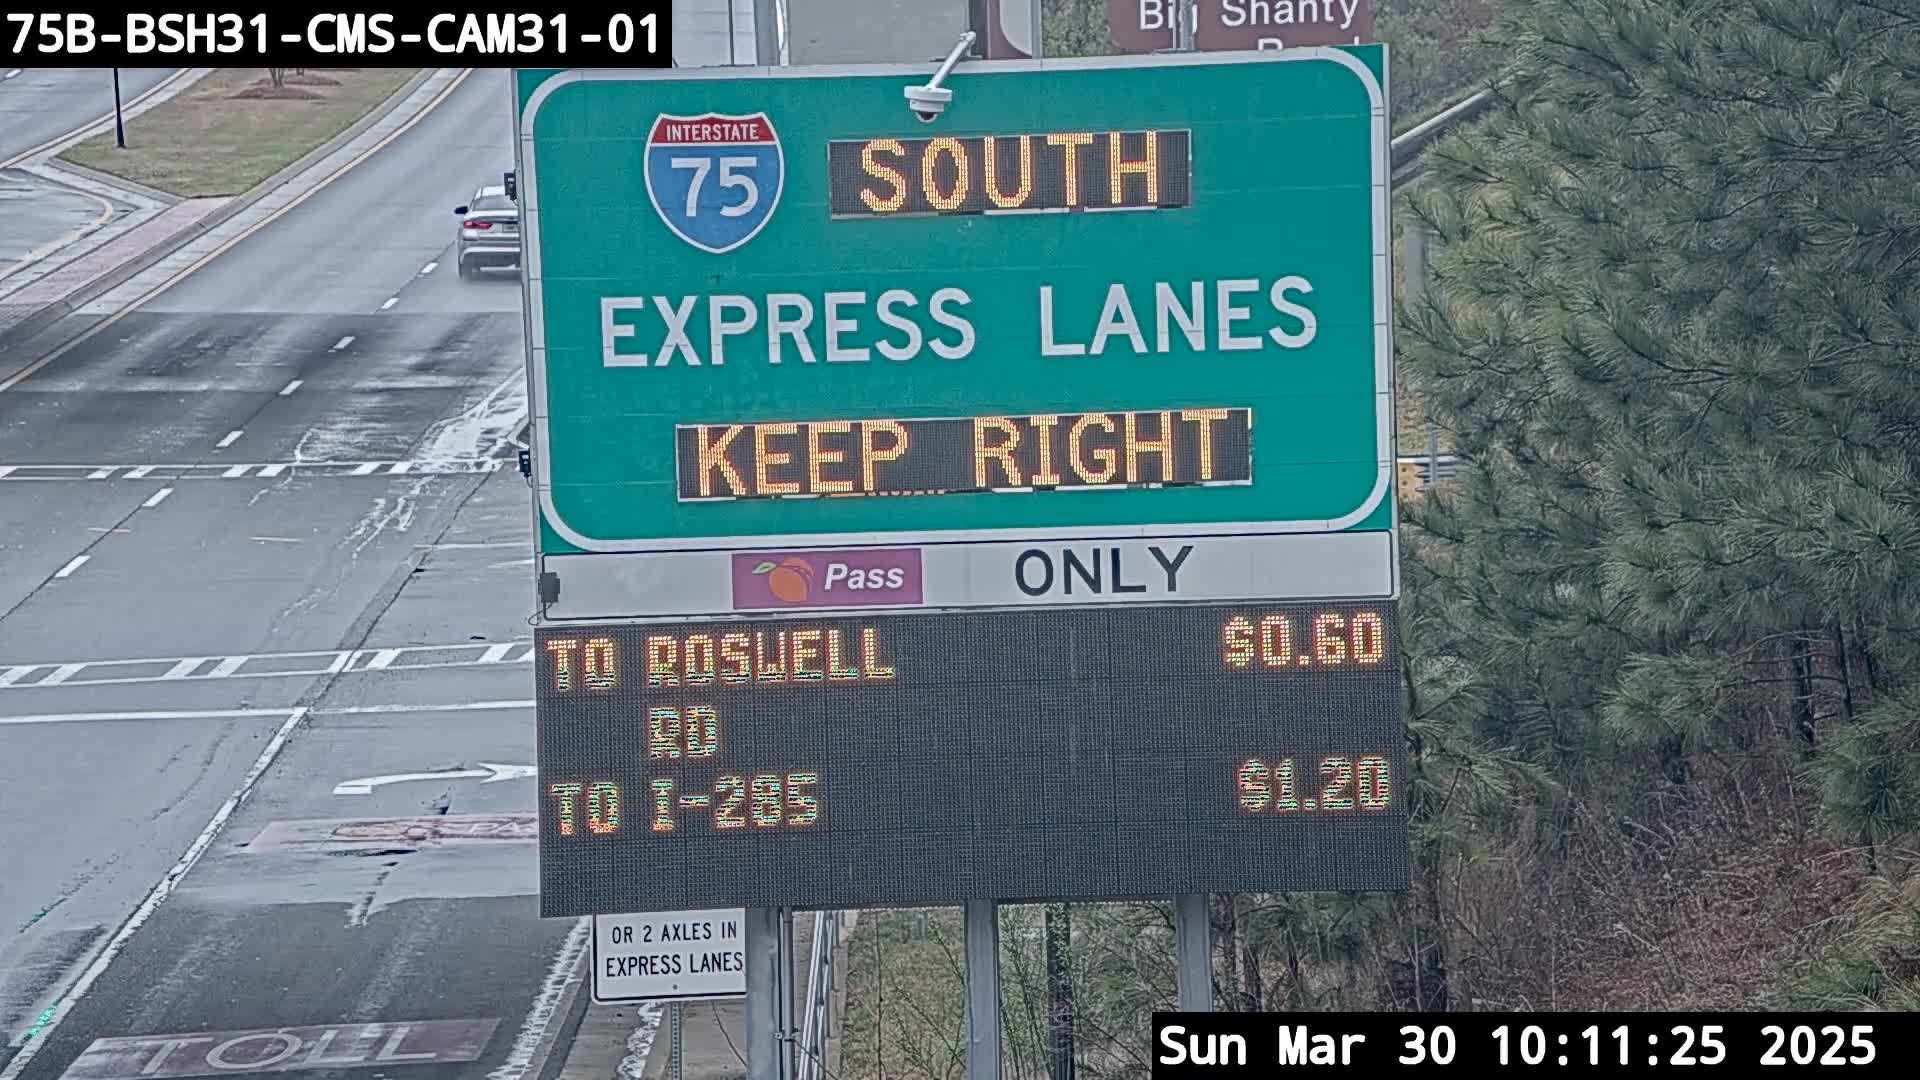 75B-BSH31-CMS-CAM31-01
Big Shanty
INTERSTATE
75
SOUTH
EXPRESS LANES
KEEP RIGHT
Pass
ONLY
TO ROSWELL $0.60
RD
TO I-285 $1.20
OR 2 AXLES IN
EXPRESS LANES
TOLL
Sun Mar 30 10:11:25 2025